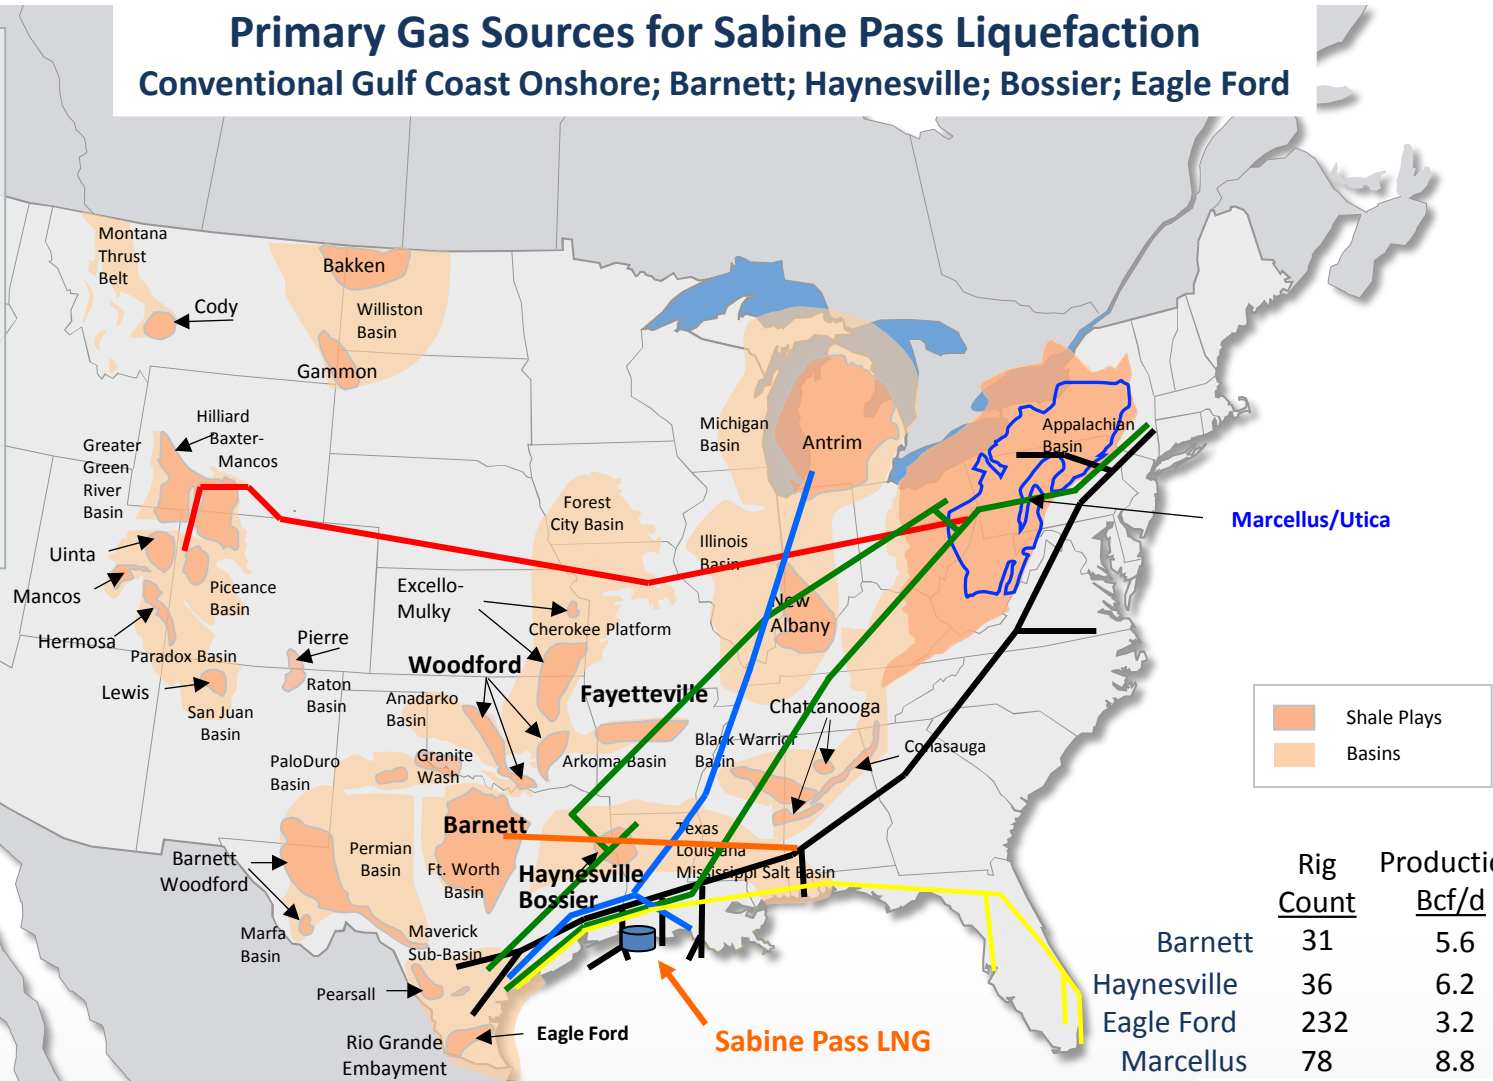 Primary Gas Sources for Sabine Pass Liquefaction
Conventional Gulf Coast Onshore; Barnett; Haynesville; Bossier; Eagle Ford
Montana
Thrust
Belt
Cody
Bakken
Williston
Basin
Gammon
Hilliard
Baxter-
Mancos
Greater
Green
River
Basin
Uinta
Mancos
Hermosa
Piceance
Basin
Paradox Basin
Lewis
San Juan
Basin
Pierre
Raton
Basin
Forest
City Basin
Excello-
Mulky
Cherokee Platform
Woodford
Anadarko
Basin
Granite
Wash
PaloDuro
Basin
Fayetteville
Arkoma Basin
Michigan
Basin
Antrim
Illinois
Basin
New
Albany
Appalachian
Basin
Marcellus/Utica
Chattanooga
Black Warrior
Basin
Conasauga
Shale Plays
Basins
Barnett
Texas
Louisiana
Mississippi Salt Basin
Barnett
Woodford
Permian
Basin
Ft. Worth
Basin
Haynesville
Bossier
Marfa
Basin
Maverick
Sub-Basin
Pearsall
Eagle Ford
Rio Grande
Embayment
Sabine Pass LNG
Rig Productio
Count Bcf/d
Barnett 31 5.6
Haynesville 36 6.2
Eagle Ford 232 3.2
Marcellus 78 8.8